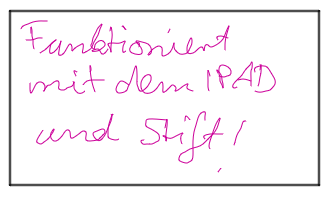 Funktioniert
mit dem IPAD
und Stift!